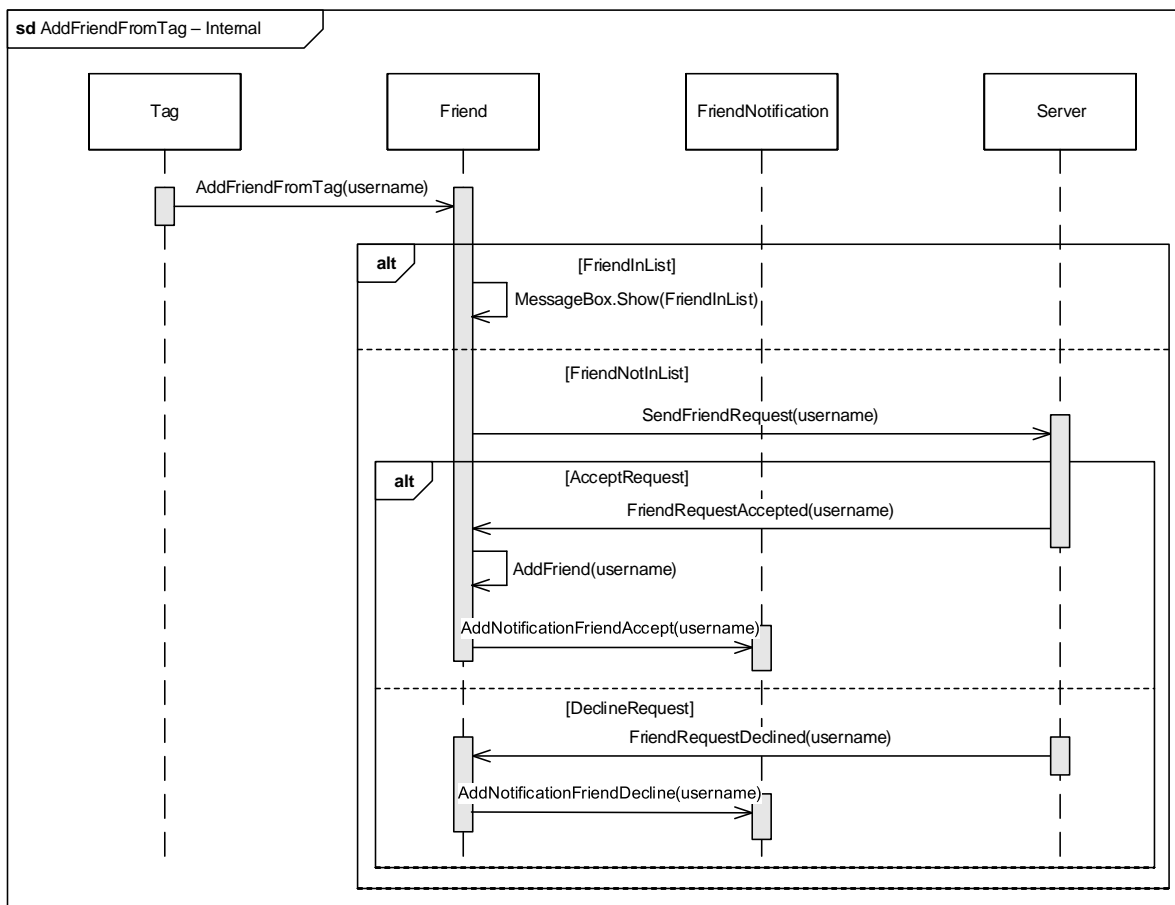 sd AddFriendFromTag – Internal
Tag
Friend
FriendNotification
Server
AddFriendFromTag(username)
alt
[FriendInList]
MessageBox.Show(FriendInList)
[FriendNotInList]
SendFriendRequest(username)
alt
[AcceptRequest]
FriendRequestAccepted(username)
AddFriend(username)
AddNotificationFriendAccept(username)
[DeclineRequest]
FriendRequestDeclined(username)
AddNotificationFriendDecline(username)